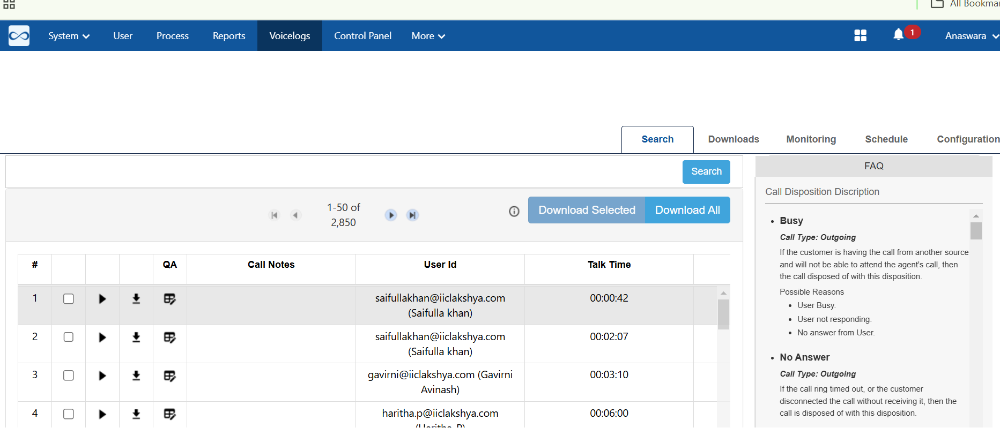 All Bookmar
System
User
Process
Reports
Voicelogs
Control Panel
More
1
Anaswara
Search
Downloads
Monitoring
Schedule
Configuration
Search
1-50 of
2,850
Download Selected
Download All
# QA Call Notes User Id Talk Time
1 saifullakhan@iiclakshya.com 00:00:42
(Saifulla khan)
2 saifullakhan@iiclakshya.com 00:02:07
(Saifulla khan)
3 gavirni@iiclakshya.com (Gavirni 00:03:10
Avinash)
4 haritha.p@iiclakshya.com 00:06:00
(Haritha P)
FAQ
Call Disposition Discription
• Busy
Call Type: Outgoing
If the customer is having the call from another source
and will not be able to attend the agent's call, then
the call disposed of with this disposition.
Possible Reasons
• User Busy.
• User not responding.
• No answer from User.
• No Answer
Call Type: Outgoing
If the call ring timed out, or the customer
disconnected the call without receiving it, then the
call is disposed of with this disposition.